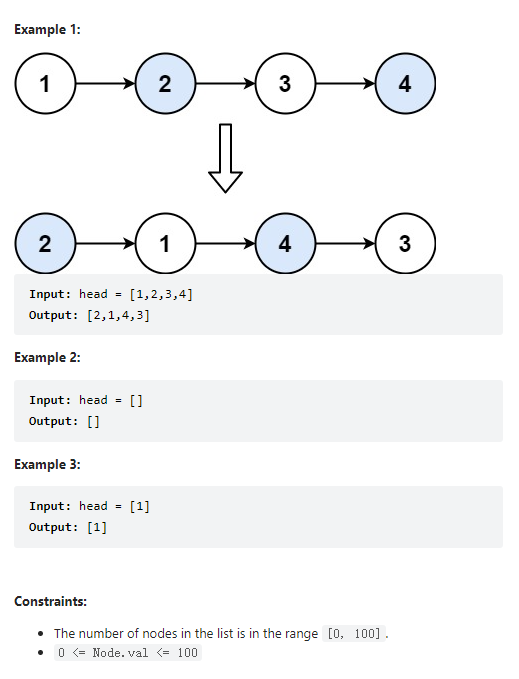 Example 1:
1 2 3 4
2 1 4 3
Input: head = [1,2,3,4]
Output: [2,1,4,3]
Example 2:
Input: head = []
Output: []
Example 3:
Input: head = [1]
Output: [1]
Constraints:
• The number of nodes in the list is in the range [0, 100].
• 0 <= Node.val <= 100